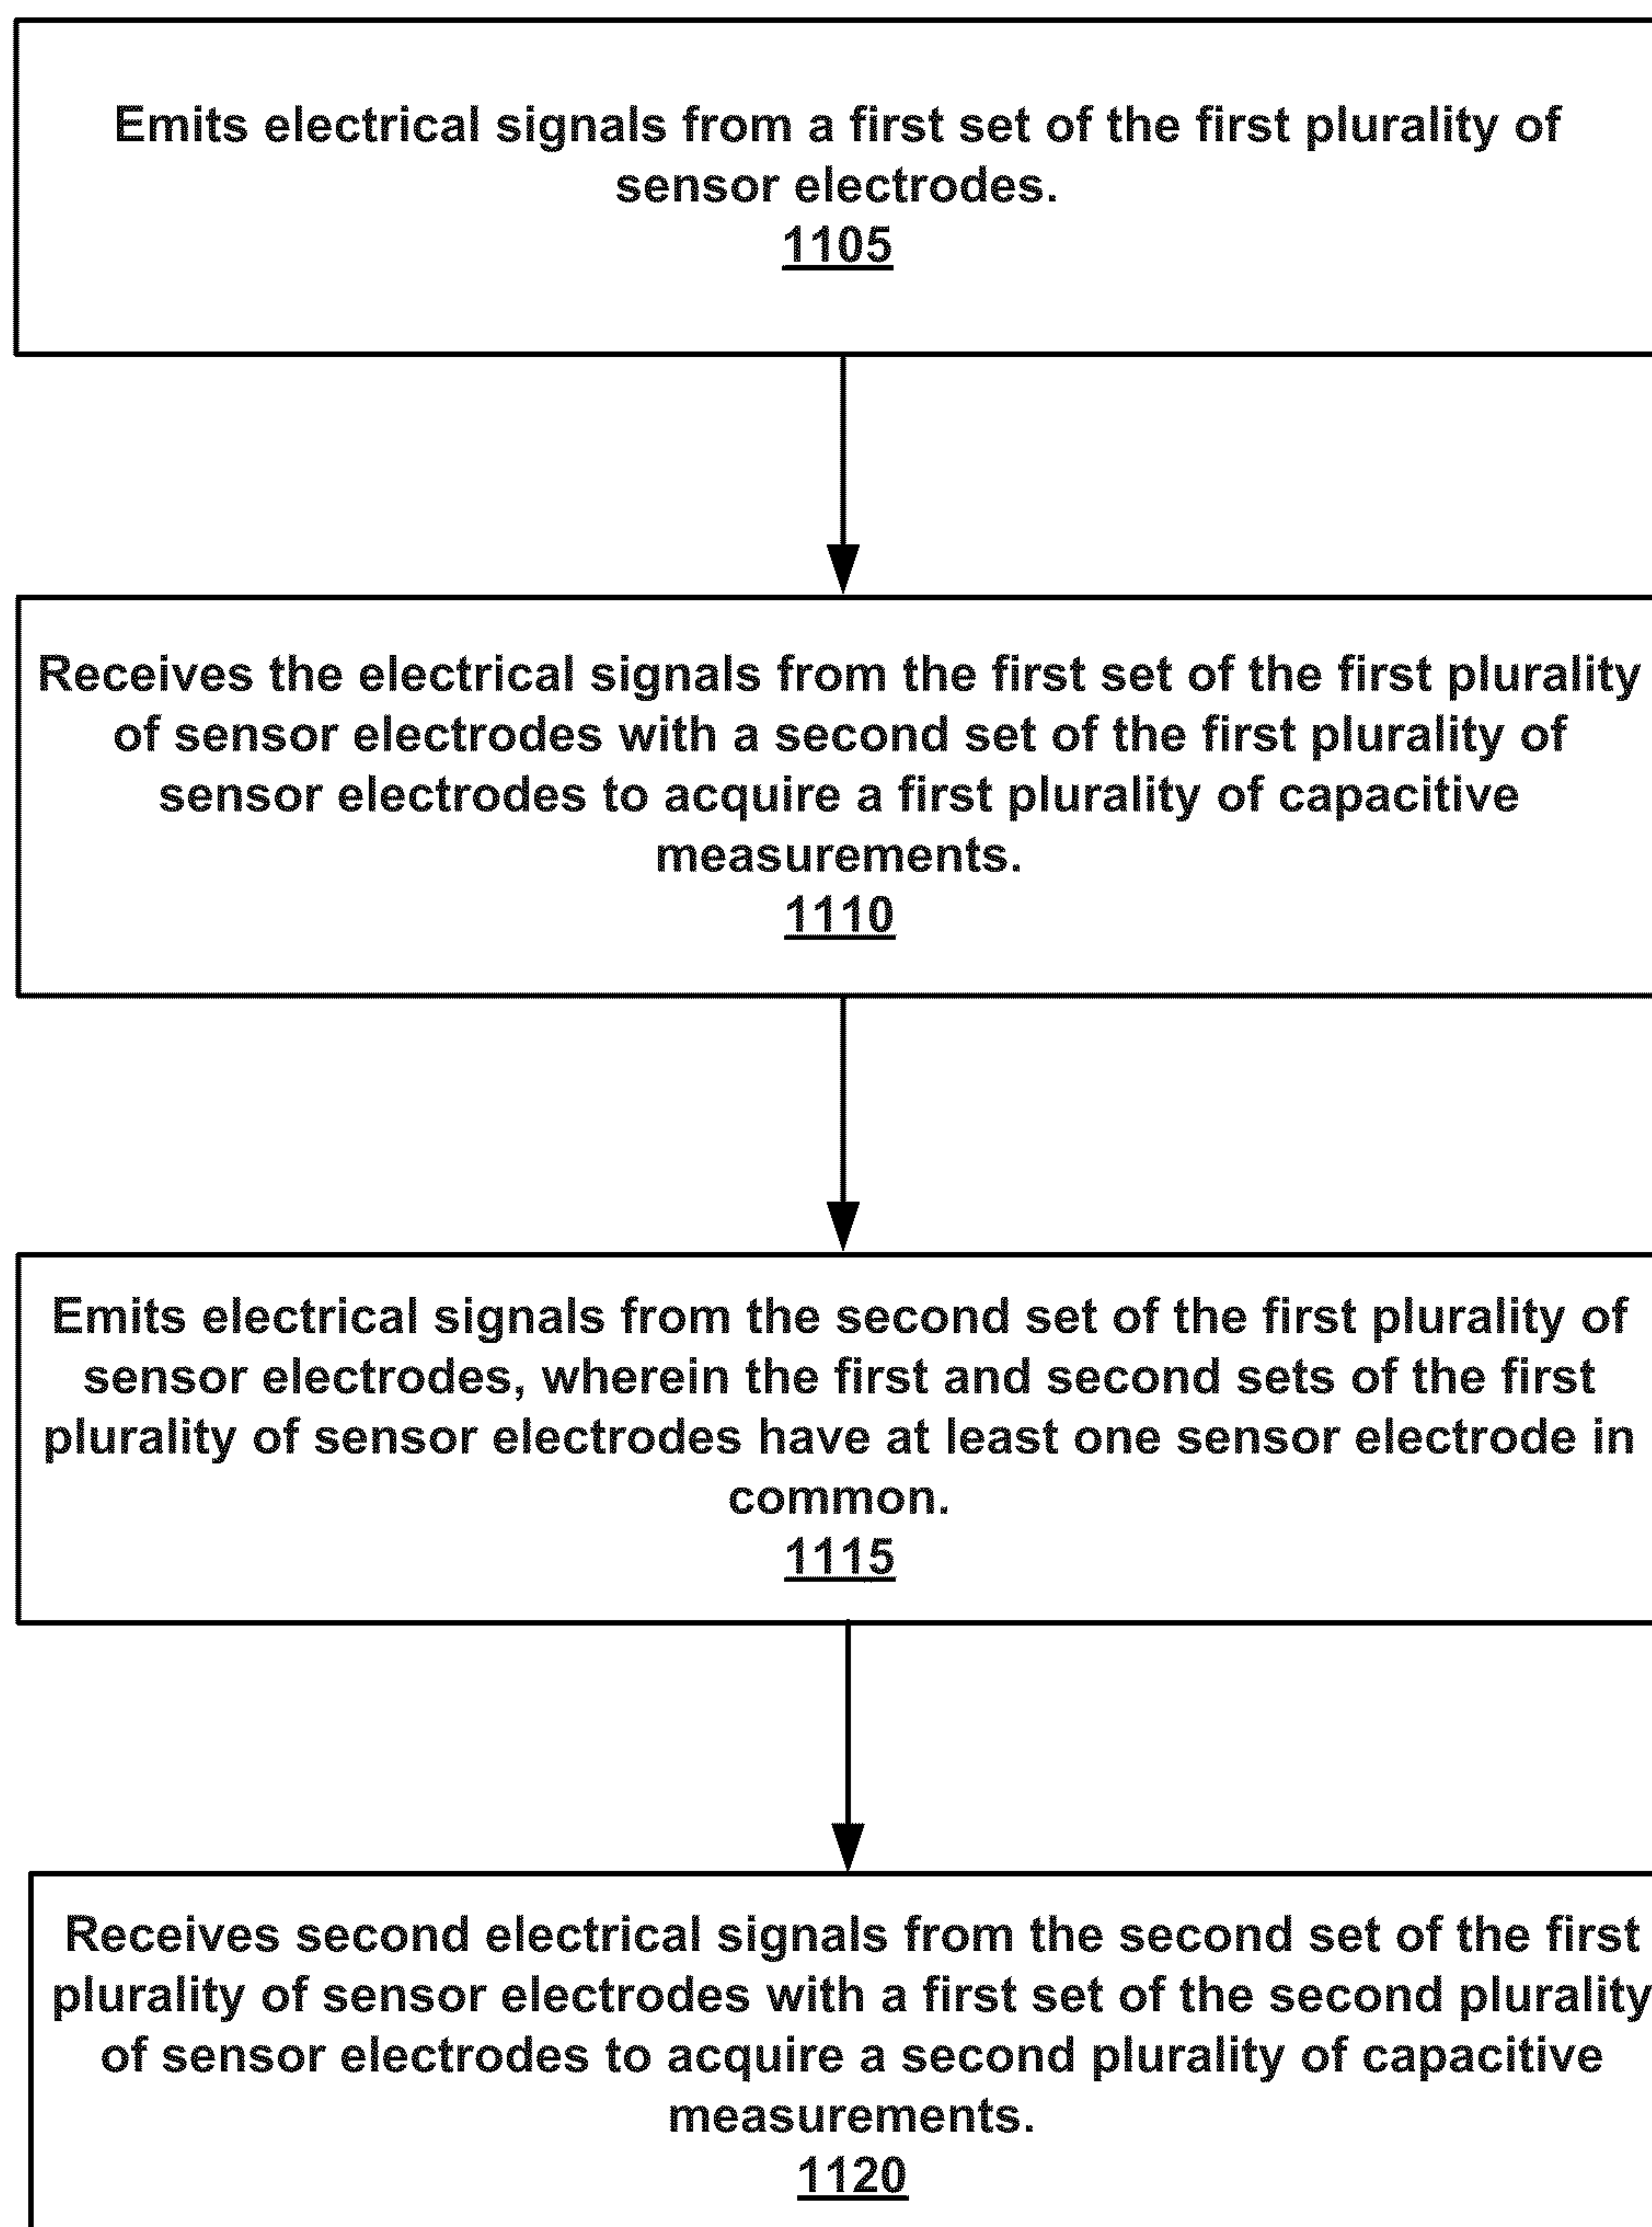 Emits electrical signals from a first set of the first plurality of
sensor electrodes.
1105
Receives the electrical signals from the first set of the first plurality
of sensor electrodes with a second set of the first plurality of
sensor electrodes to acquire a first plurality of capacitive
measurements.
1110
Emits electrical signals from the second set of the first plurality of
sensor electrodes, wherein the first and second sets of the first
plurality of sensor electrodes have at least one sensor electrode in
common.
1115
Receives second electrical signals from the second set of the first
plurality of sensor electrodes with a first set of the second plurality
of sensor electrodes to acquire a second plurality of capacitive
measurements.
1120